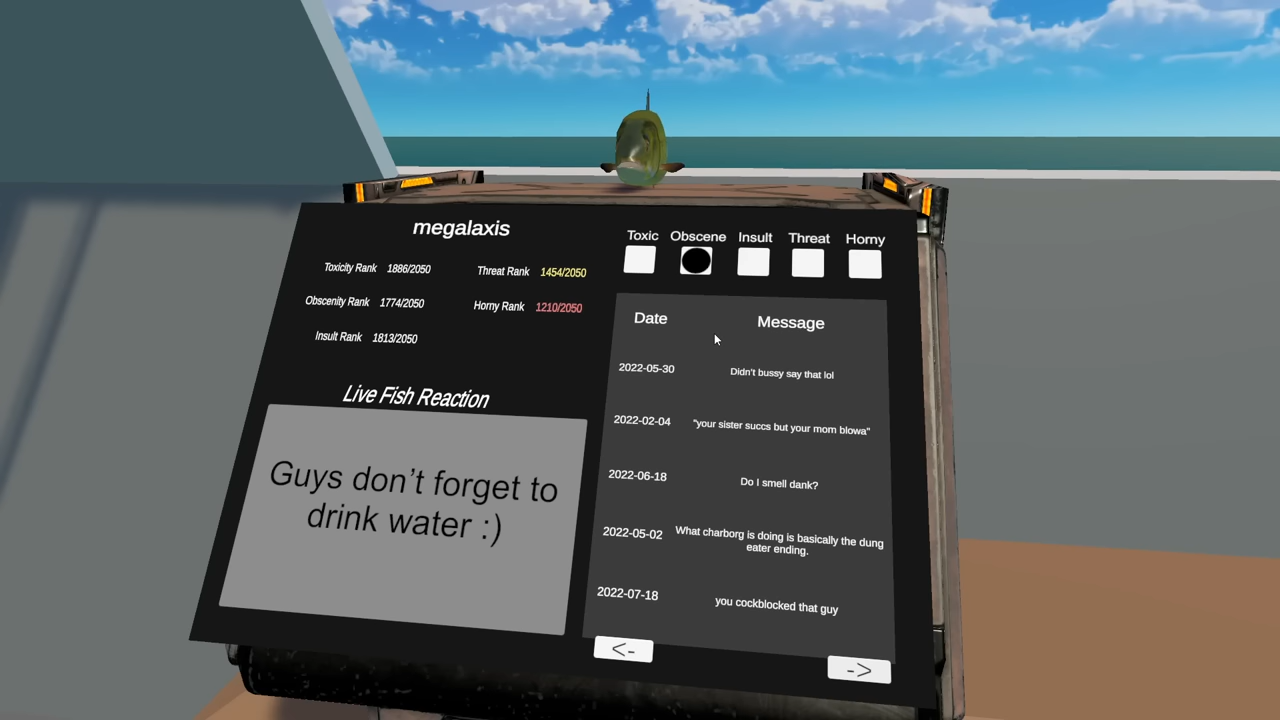 megalaxis
Toxicity Rank 1886/2050
Threat Rank 1454/2050
Obscenity Rank 1774/2050
Horny Rank 1210/2050
Insult Rank 1813/2050
Live Fish Reaction
Guys don't forget to
drink water :)
Toxic Obscene Insult Threat Horny
Date Message
2022-05-30 Didn't bussy say that lol
2022-02-04 "your sister succs but your mom blowa"
2022-06-18 Do I smell dank?
2022-05-02 What charborg is doing is basically the dung
eater ending.
2022-07-18 you cockblocked that guy
<- ->